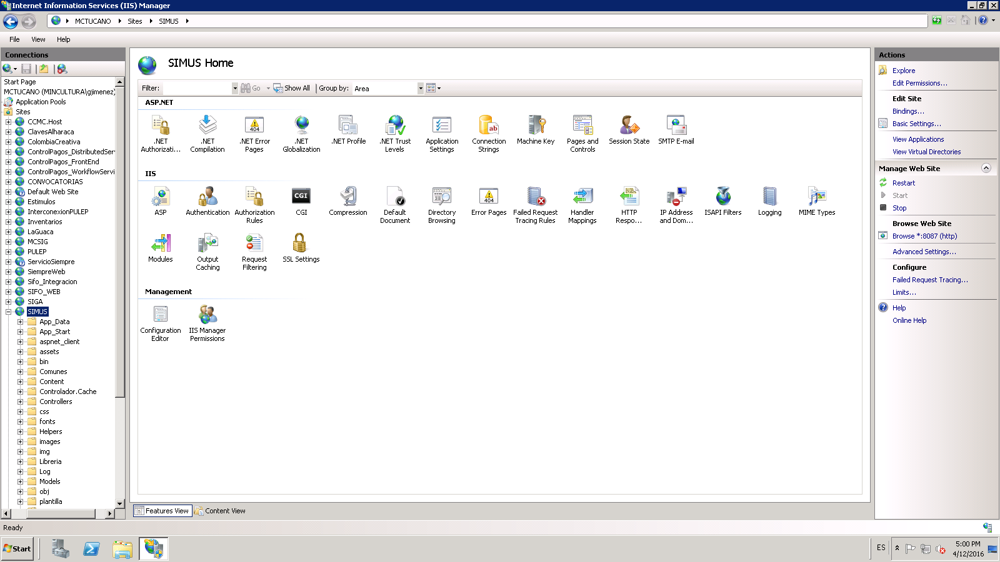 Internet Information Services (IIS) Manager
MCTUCANO Sites SIMUS
File View Help
Connections
Start Page
MCTUCANO (MINCULTURA\gjimenez)
Application Pools
Sites
CCMC.Host
ClavesAlharaca
ColombiaCreativa
ControlPagos_DistributedSer
ControlPagos_FrontEnd
ControlPagos_WorkflowServi
CONVOCATORIAS
Default Web Site
Estimulos
InterconexionPULEP
Inventarios
LaGuaca
MCSIG
PULEP
ServicioSiempre
SiempreWeb
Sifo_Integracion
SIFO_WEB
SIGA
SIMUS
App_Data
App_Start
aspnet_client
assets
bin
Comunes
Content
Controlador.Cache
Controllers
css
fonts
Helpers
images
img
Libreria
Log
Models
obj
plantilla
SIMUS Home
Filter: Go Show All Group by: Area
ASP.NET
.NET Authorizati...
.NET Compilation
.NET Error Pages
.NET Globalization
.NET Profile
.NET Trust Levels
Application Settings
Connection Strings
Machine Key
Pages and Controls
Session State
SMTP E-mail
IIS
ASP
Authentication
Authorization Rules
CGI
Compression
Default Document
Directory Browsing
Error Pages
Failed Request Tracing Rules
Handler Mappings
HTTP Respo...
IP Address and Dom...
ISAPI Filters
Logging
MIME Types
Modules
Output Caching
Request Filtering
SSL Settings
Management
Configuration Editor
IIS Manager Permissions
Features View Content View
Actions
Explore
Edit Permissions...
Edit Site
Bindings...
Basic Settings...
View Applications
View Virtual Directories
Manage Web Site
Restart
Start
Stop
Browse Web Site
Browse *:8087 (http)
Advanced Settings...
Configure
Failed Request Tracing...
Limits...
Help
Online Help
Ready
Start
ES
5:00 PM
4/12/2016